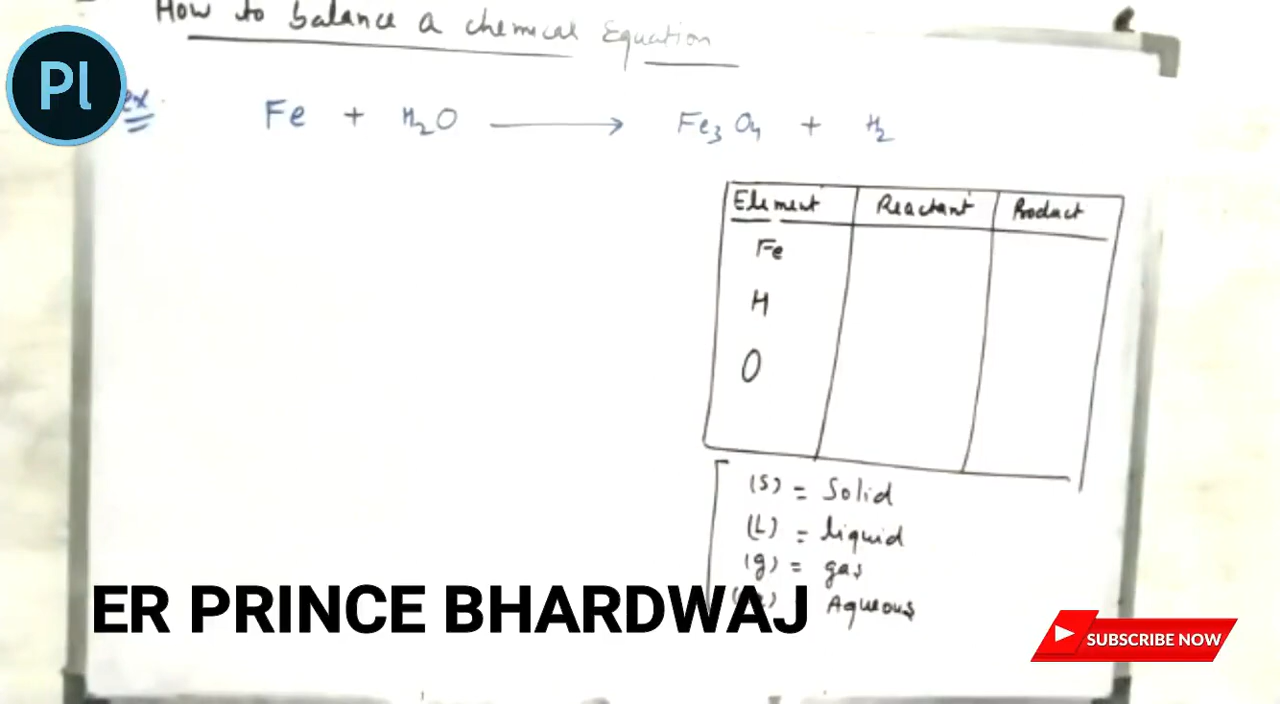 How to balance a chemical Equation
Pl
ex
Fe + H₂O ⟶ Fe₃O₄ + H₂
Element Reactant Product
Fe
H
O
(S) = Solid
(L) = liquid
(g) = gas
Aqueous
ER PRINCE BHARDWAJ
SUBSCRIBE NOW